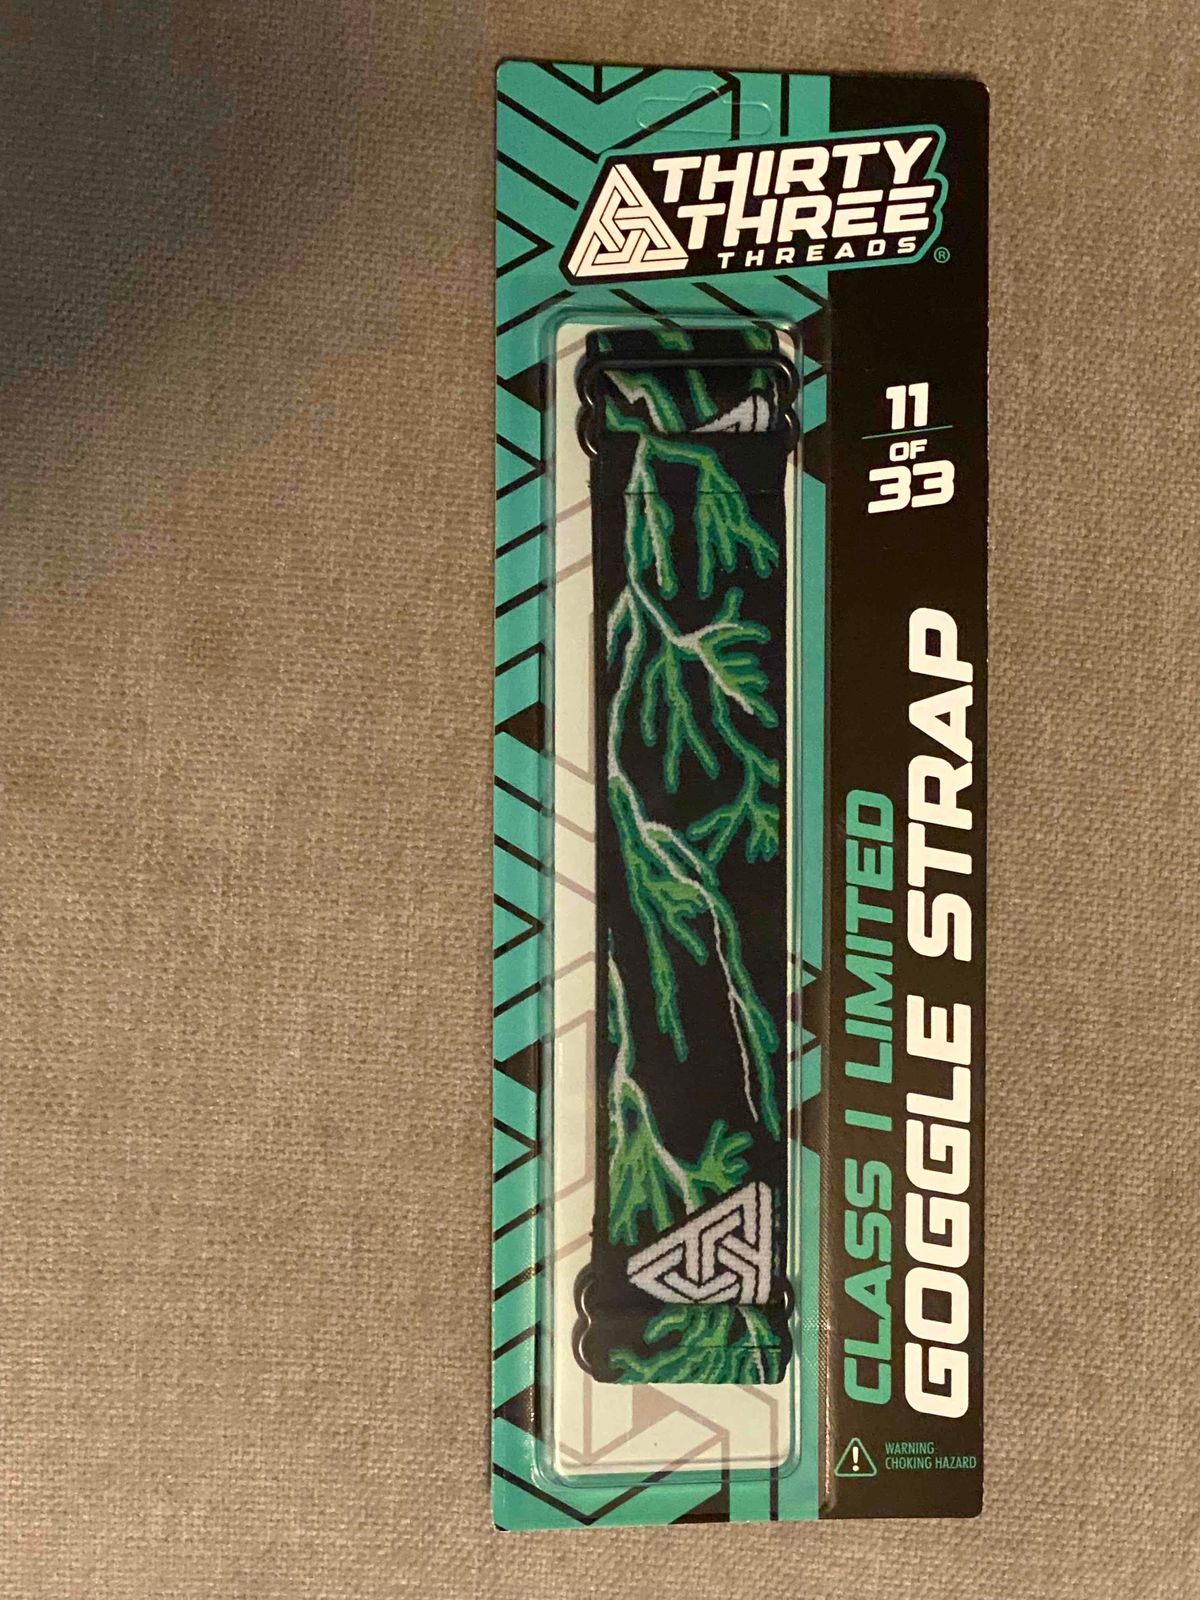 THIRTY
THREE
THREADS ®
11
OF
33
CLASS I LIMITED
GOGGLE STRAP
WARNING:
CHOKING HAZARD